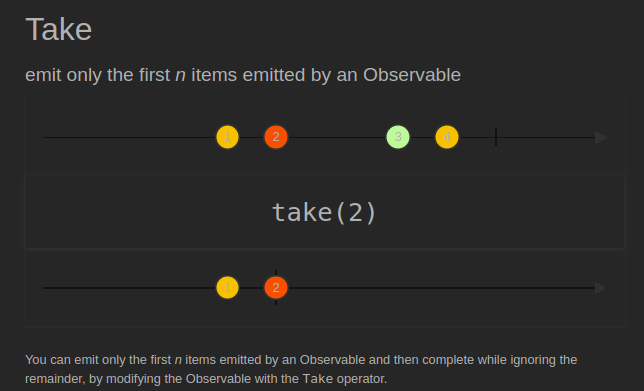 Take
emit only the first n items emitted by an Observable
1 2 3 4
take(2)
1 2
You can emit only the first n items emitted by an Observable and then complete while ignoring the
remainder, by modifying the Observable with the Take operator.